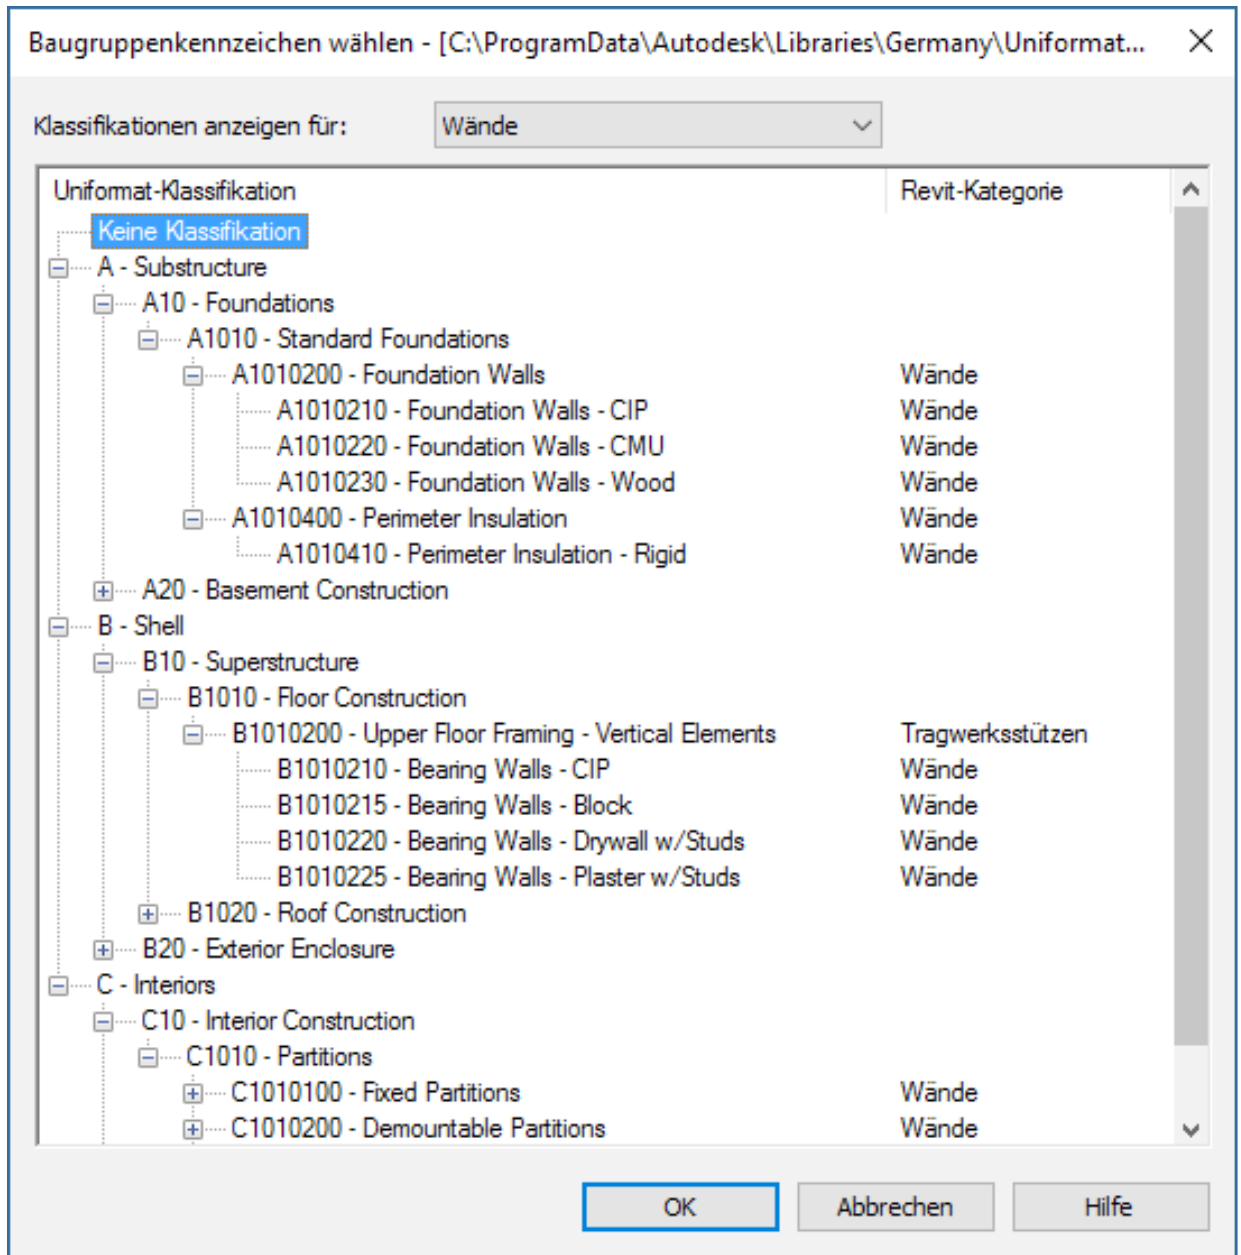 Baugruppenkennzeichen wählen - [C:\ProgramData\Autodesk\Libraries\Germany\Uniformat...
Klassifikationen anzeigen für: Wände
Uniformat-Klassifikation Revit-Kategorie
Keine Klassifikation
A - Substructure
A10 - Foundations
A1010 - Standard Foundations
A1010200 - Foundation Walls Wände
A1010210 - Foundation Walls - CIP Wände
A1010220 - Foundation Walls - CMU Wände
A1010230 - Foundation Walls - Wood Wände
A1010400 - Perimeter Insulation Wände
A1010410 - Perimeter Insulation - Rigid Wände
A20 - Basement Construction
B - Shell
B10 - Superstructure
B1010 - Floor Construction
B1010200 - Upper Floor Framing - Vertical Elements Tragwerksstützen
B1010210 - Bearing Walls - CIP Wände
B1010215 - Bearing Walls - Block Wände
B1010220 - Bearing Walls - Drywall w/Studs Wände
B1010225 - Bearing Walls - Plaster w/Studs Wände
B1020 - Roof Construction
B20 - Exterior Enclosure
C - Interiors
C10 - Interior Construction
C1010 - Partitions
C1010100 - Fixed Partitions Wände
C1010200 - Demountable Partitions Wände
OK Abbrechen Hilfe